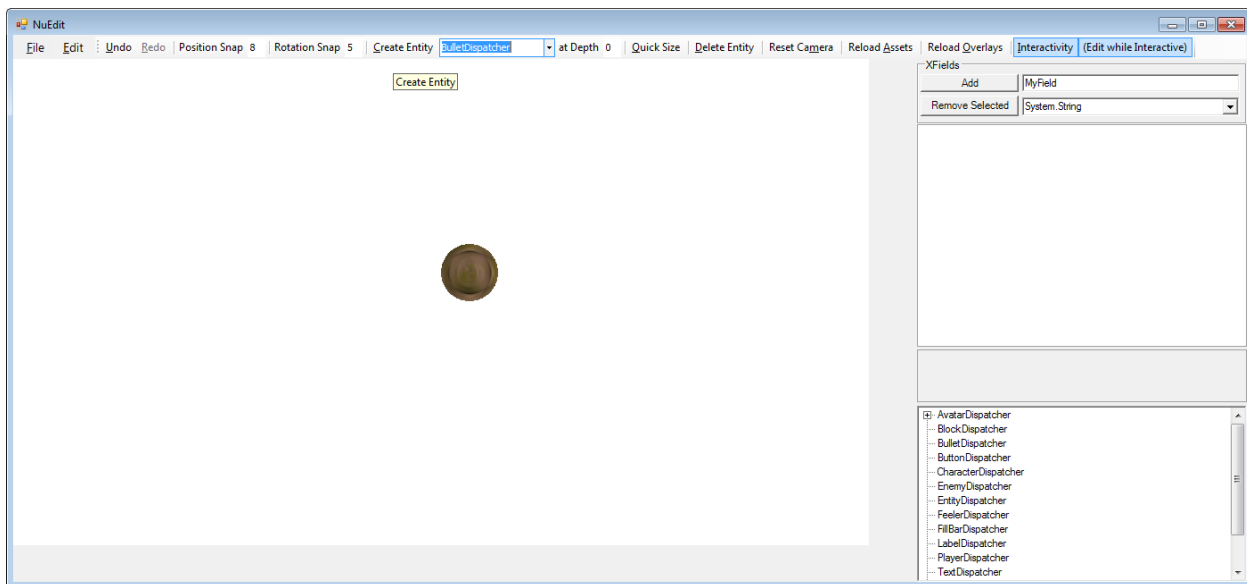 NuEdit
File Edit Undo Redo Position Snap 8 Rotation Snap 5 Create Entity BulletDispatcher at Depth 0 Quick Size Delete Entity Reset Camera Reload Assets Reload Overlays Interactivity (Edit while Interactive)
XFields
Create Entity
Add MyField
Remove Selected System.String
AvatarDispatcher
BlockDispatcher
BulletDispatcher
ButtonDispatcher
CharacterDispatcher
EnemyDispatcher
EntityDispatcher
FeelerDispatcher
FillBarDispatcher
LabelDispatcher
PlayerDispatcher
TextDispatcher